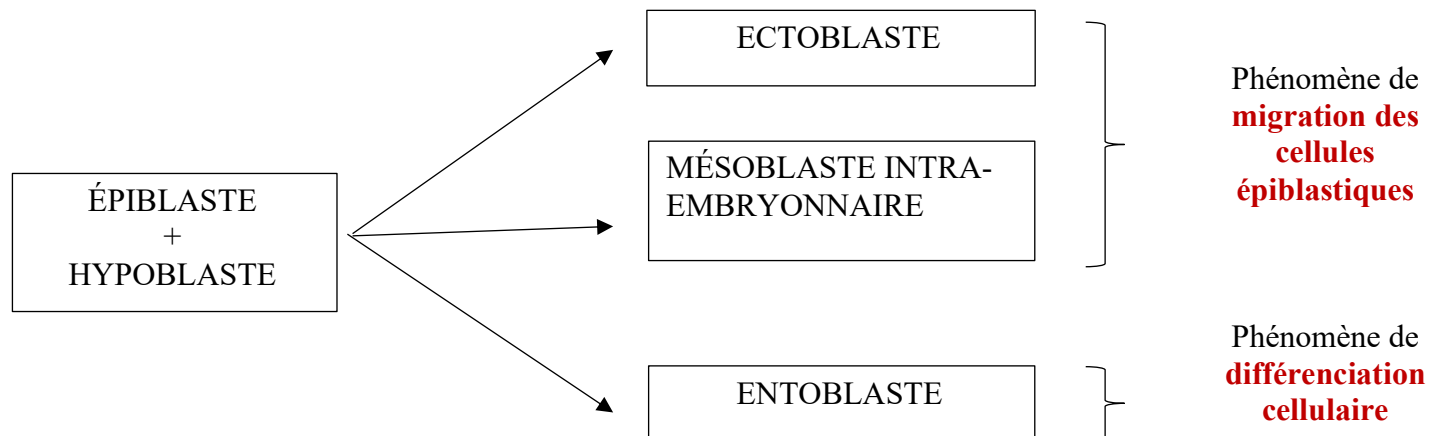 ÉPIBLASTE
+
HYPOBLASTE
ECTOBLASTE
MÉSOBLASTE INTRA-
EMBRYONNAIRE
ENTOBLASTE
Phénomène de
migration des
cellules
épiblastiques
Phénomène de
différenciation
cellulaire